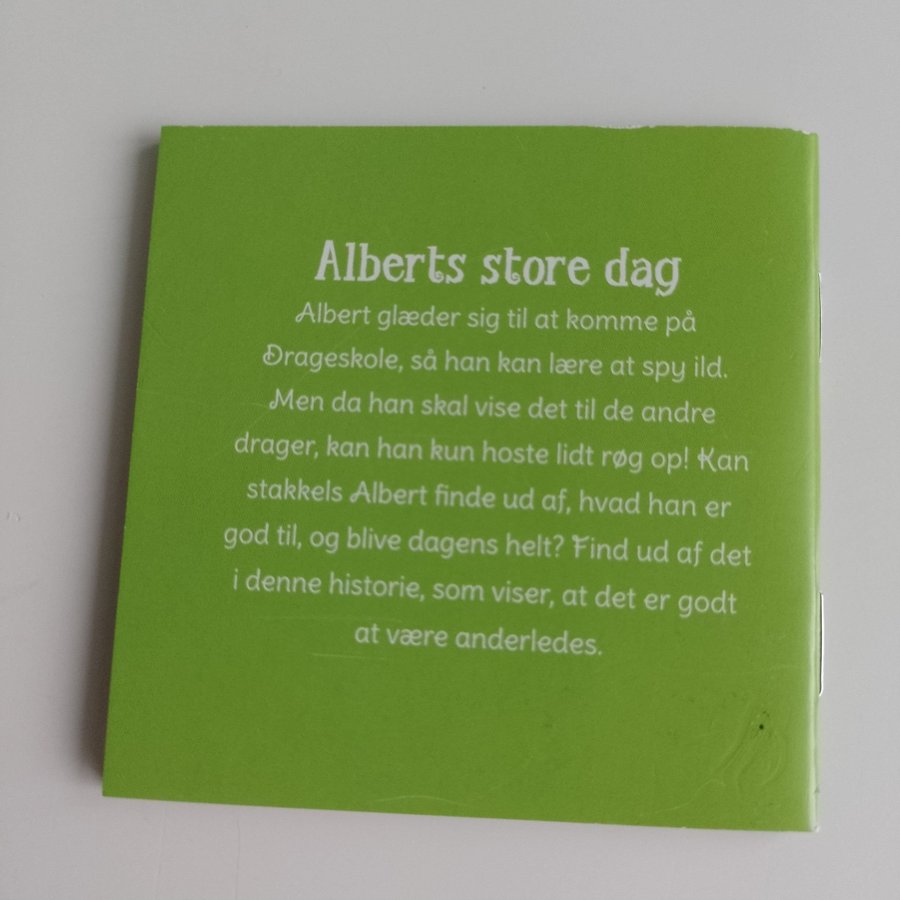 Alberts store dag
Albert glæder sig til at komme på
Drageskole, så han kan lære at spy ild.
Men da han skal vise det til de andre
drager, kan han kun hoste lidt røg op! Kan
stakkels Albert finde ud af, hvad han er
god til, og blive dagens helt? Find ud af det
i denne historie, som viser, at det er godt
at være anderledes.